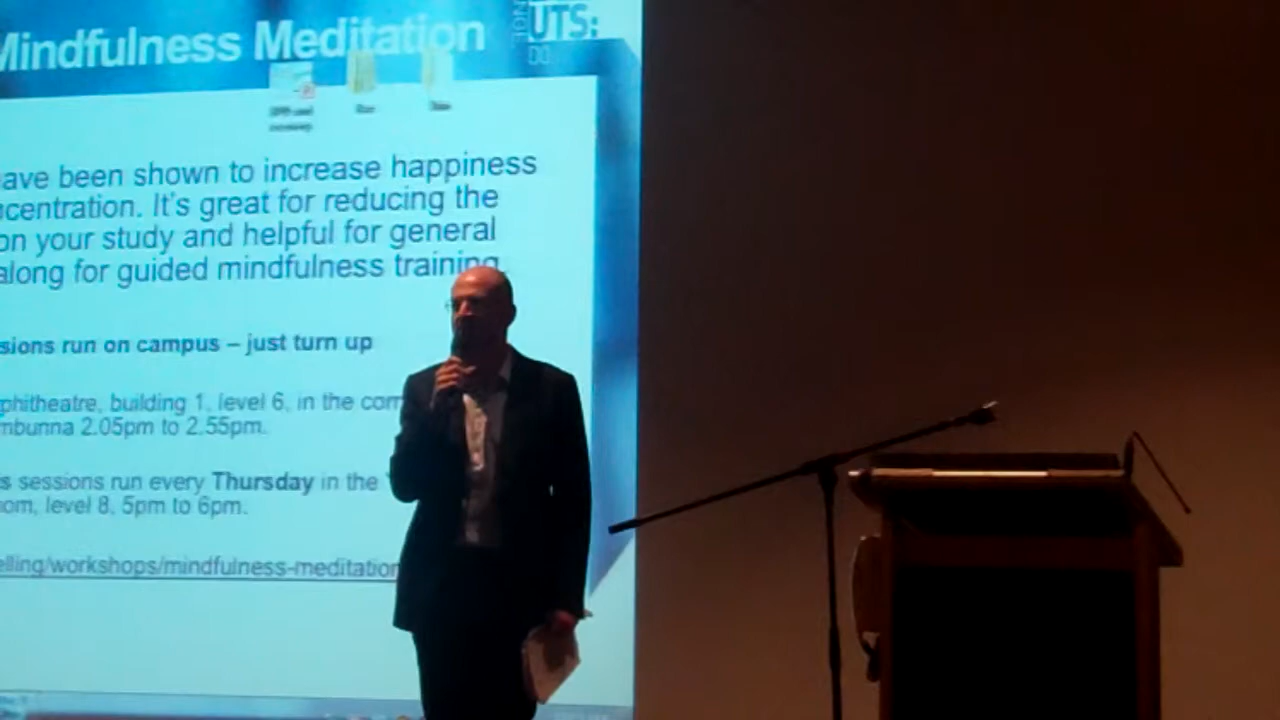 Mindfulness Meditation
UTS:
ave been shown to increase happiness
ncentration. It's great for reducing the
on your study and helpful for general
along for guided mindfulness training
sions run on campus – just turn up
phitheatre, building 1, level 6, in the com
mbunna 2.05pm to 2.55pm.
s sessions run every Thursday in the
om, level 8, 5pm to 6pm.
elling/workshops/mindfulness-meditation